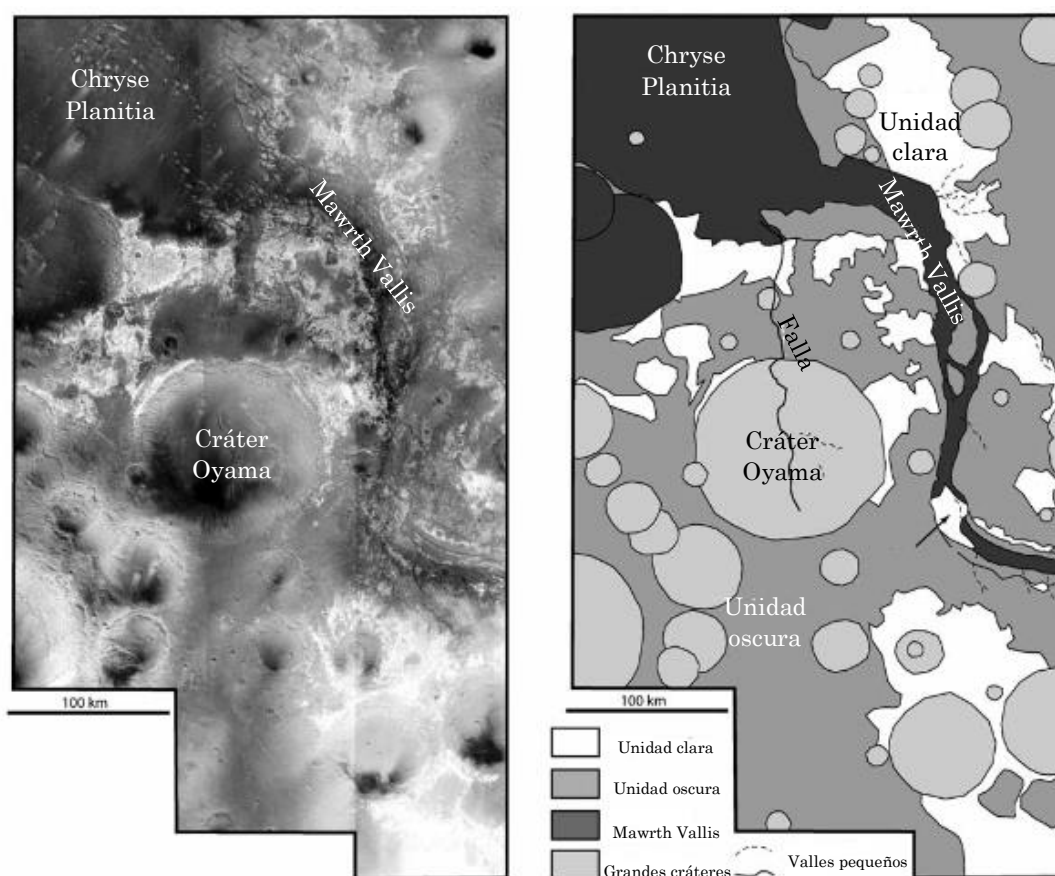 Chryse
Planitia
Mawrth Vallis
Cráter
Oyama
100 km
Chryse
Planitia
Unidad
clara
Mawrth Vallis
Falla
Cráter
Oyama
Unidad
oscura
100 km
Unidad clara
Unidad oscura
Mawrth Vallis
Grandes cráteres
Valles pequeños